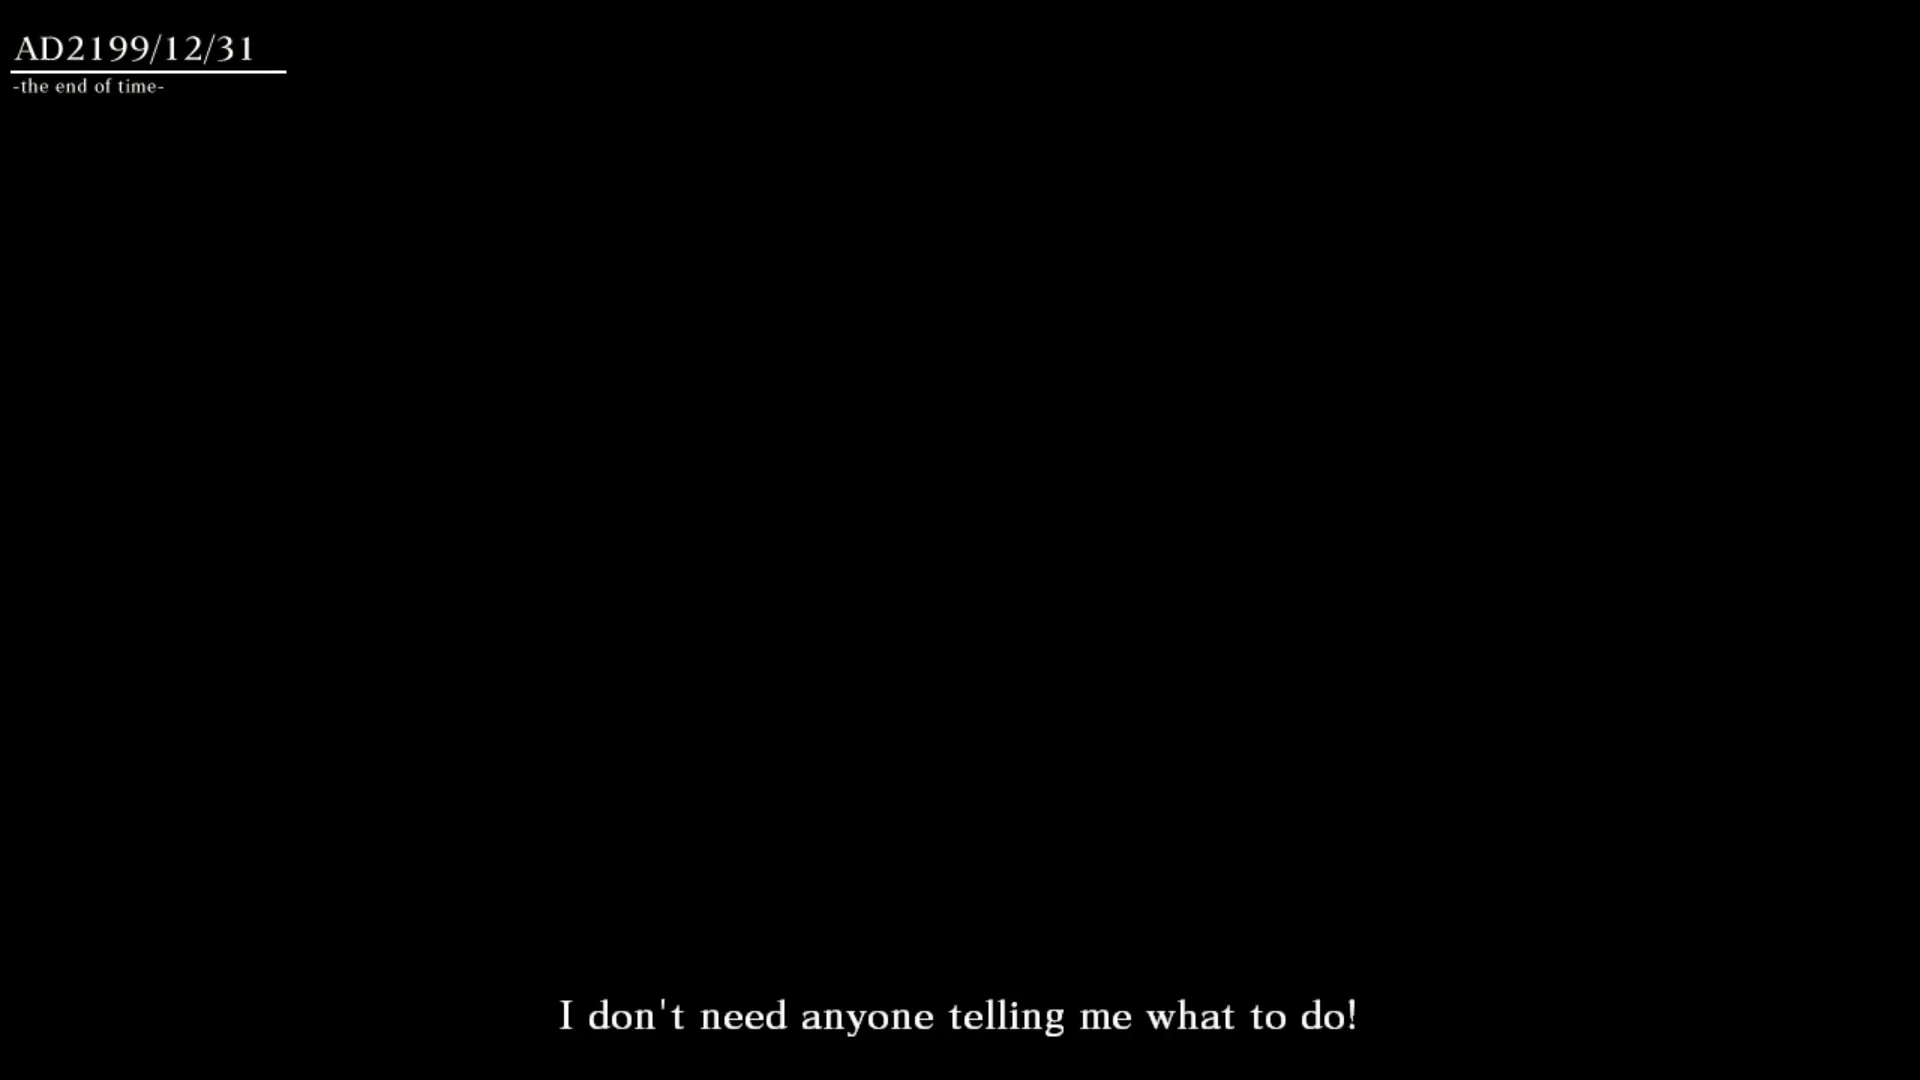 AD2199/12/31
-the end of time-
I don't need anyone telling me what to do!